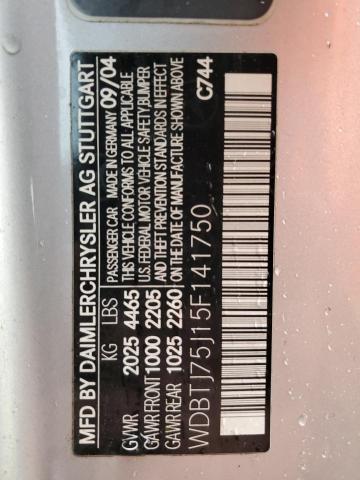 MFD BY DAIMLERCHRYSLER AG STUTTGART
KG LBS
GVWR 2025 4465
GAWR FRONT 1000 2205
GAWR REAR 1025 2260
PASSENGER CAR MADE IN GERMANY 09/04
THIS VEHICLE CONFORMS TO ALL APPLICABLE
U.S. FEDERAL MOTOR VEHICLE SAFETY, BUMPER
AND THEFT PREVENTION STANDARDS IN EFFECT
ON THE DATE OF MANUFACTURE SHOWN ABOVE
WDBTJ75J15F141750
C744